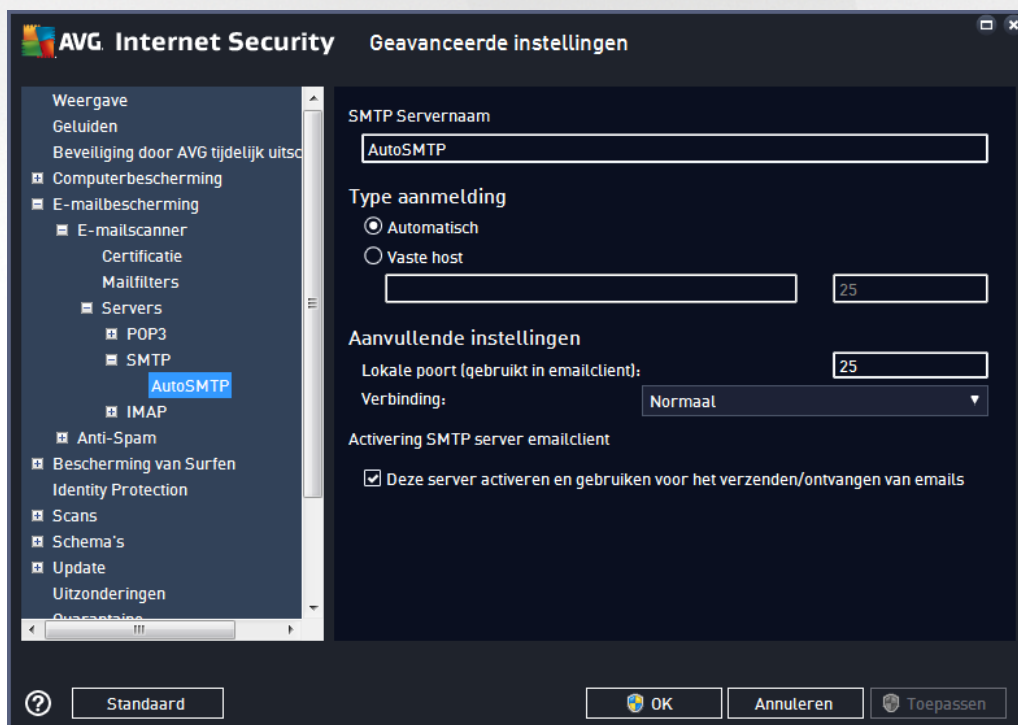 AVG. Internet Security Geavanceerde instellingen
Weergave
Geluiden
Beveiliging door AVG tijdelijk uitsc
Computerbescherming
E-mailbescherming
E-mailscanner
Certificatie
Mailfilters
Servers
POP3
SMTP
AutoSMTP
IMAP
Anti-Spam
Bescherming van Surfen
Identity Protection
Scans
Schema's
Update
Uitzonderingen
Quarantaine
SMTP Servernaam
AutoSMTP
Type aanmelding
Automatisch
Vaste host
25
Aanvullende instellingen
Lokale poort (gebruikt in emailclient): 25
Verbinding: Normaal
Activering SMTP server emailclient
Deze server activeren en gebruiken voor het verzenden/ontvangen van emails
Standaard OK Annuleren Toepassen